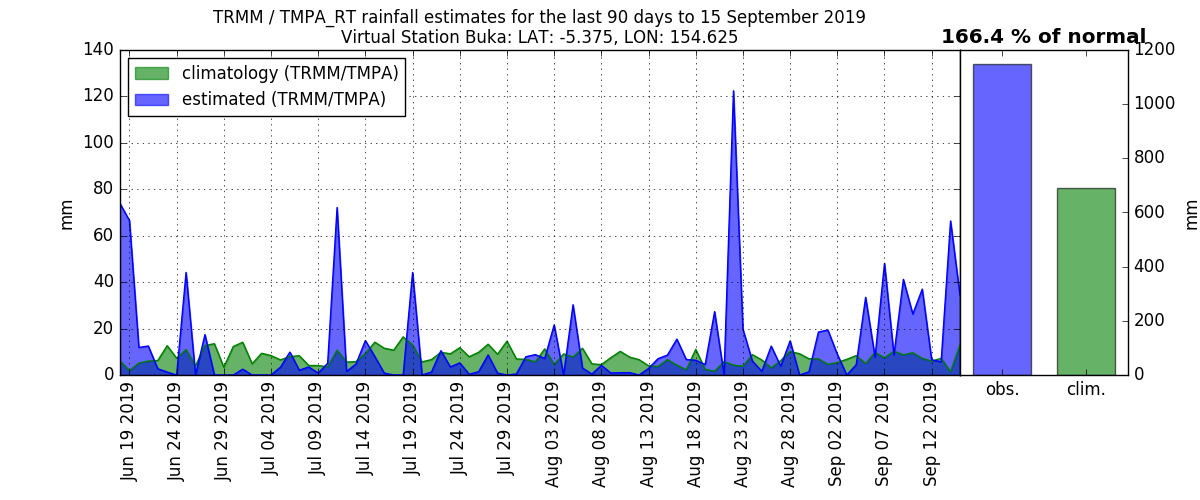 TRMM / TMPA_RT rainfall estimates for the last 90 days to 15 September 2019
Virtual Station Buka: LAT: -5.375, LON: 154.625
166.4 % of normal
climatology (TRMM/TMPA)
estimated (TRMM/TMPA)
mm
140
120
100
80
60
40
20
0
1200
1000
800
600
400
200
0
mm
Jun 19 2019
Jun 24 2019
Jun 29 2019
Jul 04 2019
Jul 09 2019
Jul 14 2019
Jul 19 2019
Jul 24 2019
Jul 29 2019
Aug 03 2019
Aug 08 2019
Aug 13 2019
Aug 18 2019
Aug 23 2019
Aug 28 2019
Sep 02 2019
Sep 07 2019
Sep 12 2019
obs.
clim.